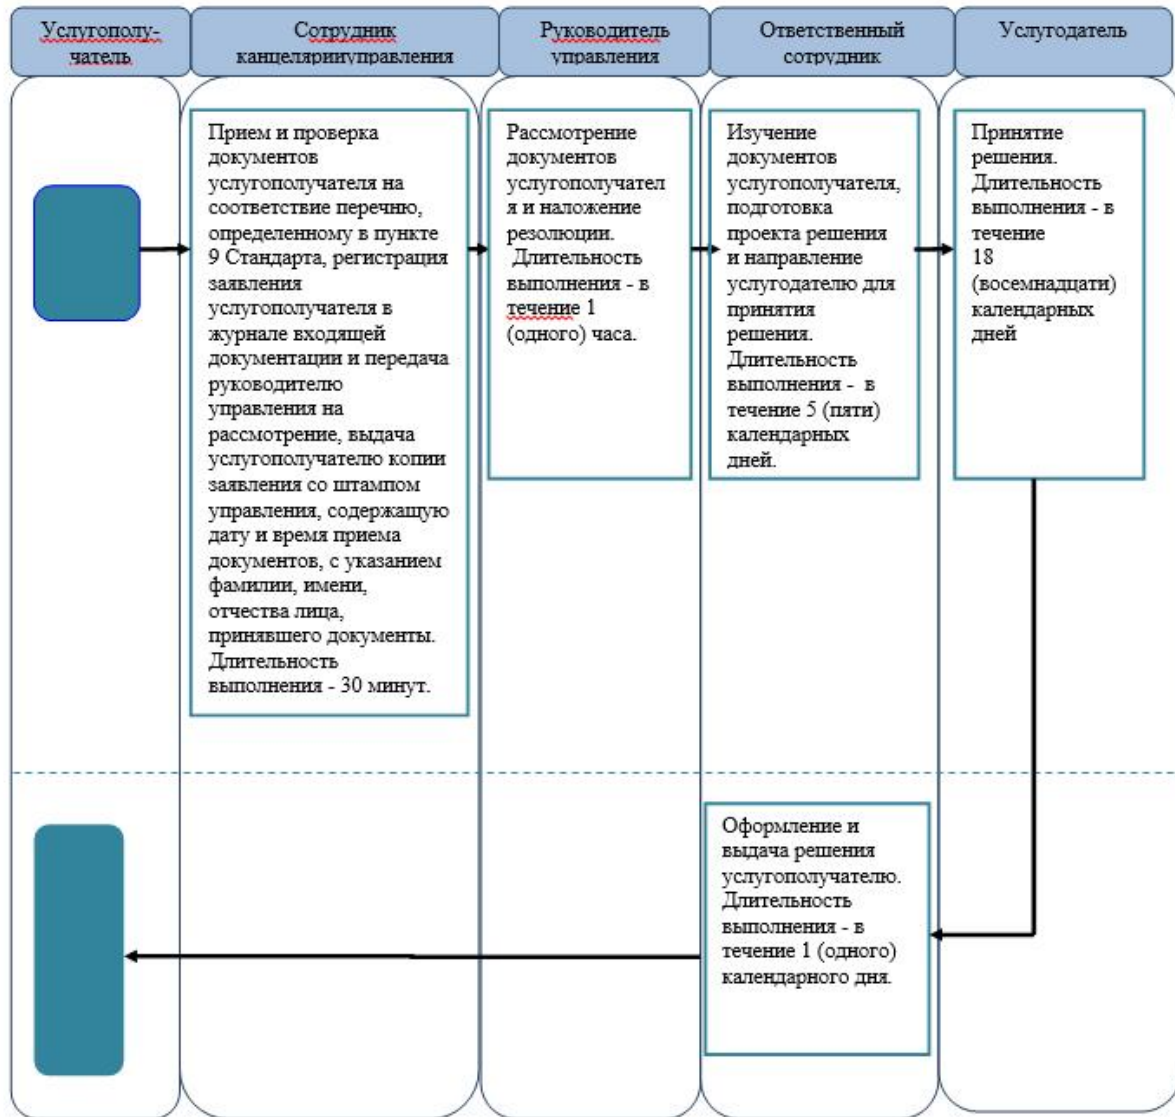 Услугополу-
чатель
Сотрудник
канцелярииуправления
Руководитель
управления
Ответственный
сотрудник
Услугодатель
Прием и проверка
документов
услугополучателя на
соответствие перечню,
определенному в пункте
9 Стандарта, регистрация
заявления
услугополучателя в
журнале входящей
документации и передача
руководителю
управления на
рассмотрение, выдача
услугополучателю копии
заявления со штампом
управления, содержащую
дату и время приема
документов, с указанием
фамилии, имени,
отчества лица,
принявшего документы.
Длительность
выполнения - 30 минут.
Рассмотрение
документов
услугополучател
я и наложение
резолюции.
Длительность
выполнения - в
течение 1
(одного) часа.
Изучение
документов
услугополучателя,
подготовка
проекта решения
и направление
услугодателю для
принятия
решения.
Длительность
выполнения - в
течение 5 (пяти)
календарных
дней.
Принятие
решения.
Длительность
выполнения - в
течение
18
(восемнадцати)
календарных
дней
Оформление и
выдача решения
услугополучателю.
Длительность
выполнения - в
течение 1 (одного)
календарного дня.